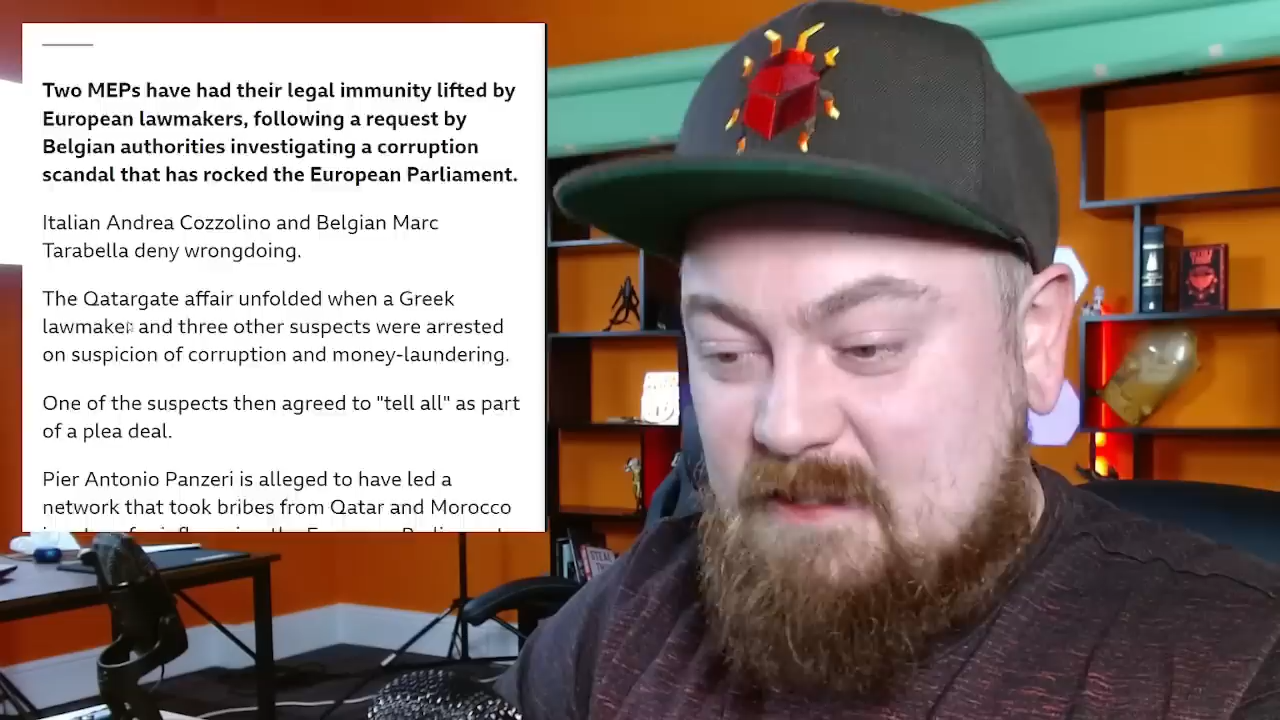 Two MEPs have had their legal immunity lifted by
European lawmakers, following a request by
Belgian authorities investigating a corruption
scandal that has rocked the European Parliament.
Italian Andrea Cozzolino and Belgian Marc
Tarabella deny wrongdoing.
The Qatargate affair unfolded when a Greek
lawmaker and three other suspects were arrested
on suspicion of corruption and money-laundering.
One of the suspects then agreed to "tell all" as part
of a plea deal.
Pier Antonio Panzeri is alleged to have led a
network that took bribes from Qatar and Morocco
STEAL